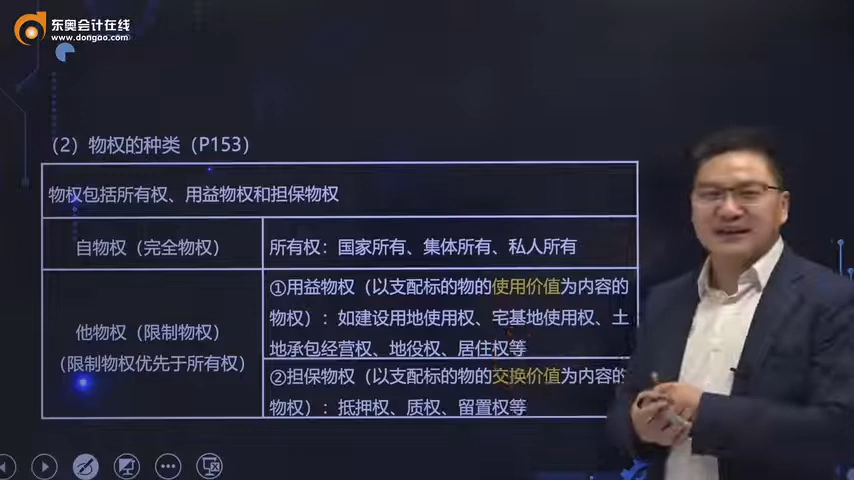 东奥会计在线
www.dongao.com
（2）物权的种类（P153）
物权包括所有权、用益物权和担保物权
自物权（完全物权）
所有权：国家所有、集体所有、私人所有
他物权（限制物权）
（限制物权优先于所有权）
①用益物权（以支配标的物的使用价值为内容的
物权）：如建设用地使用权、宅基地使用权、土
地承包经营权、地役权、居住权等
②担保物权（以支配标的物的交换价值为内容的
物权）：抵押权、质权、留置权等